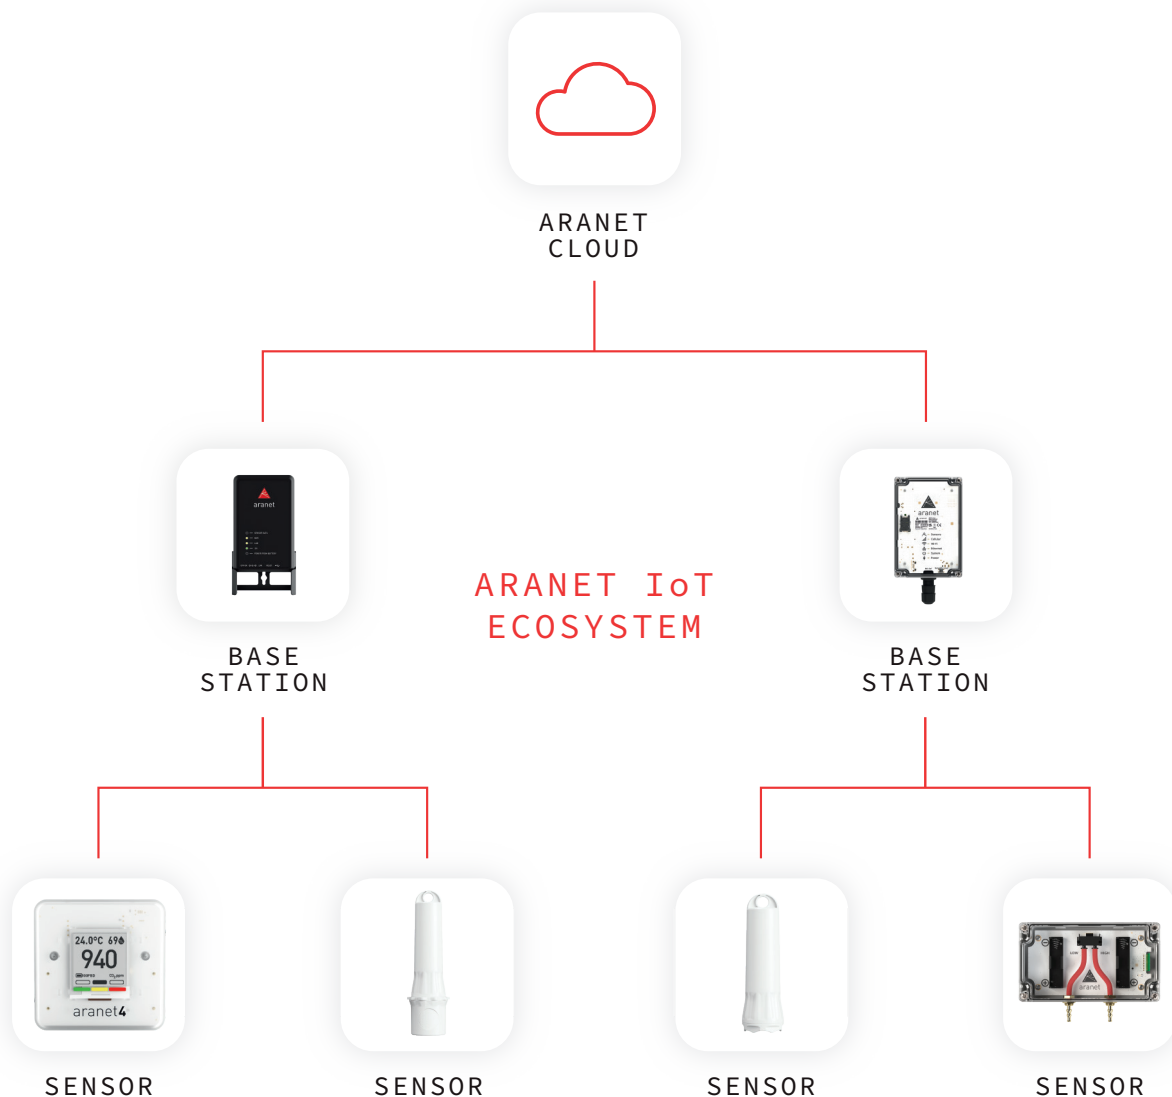 ARANET
CLOUD
aranet
aranet
ARANET IoT
ECOSYSTEM
BASE
STATION
BASE
STATION
24.0°C 69
940
aranet4
aranet
SENSOR
SENSOR
SENSOR
SENSOR